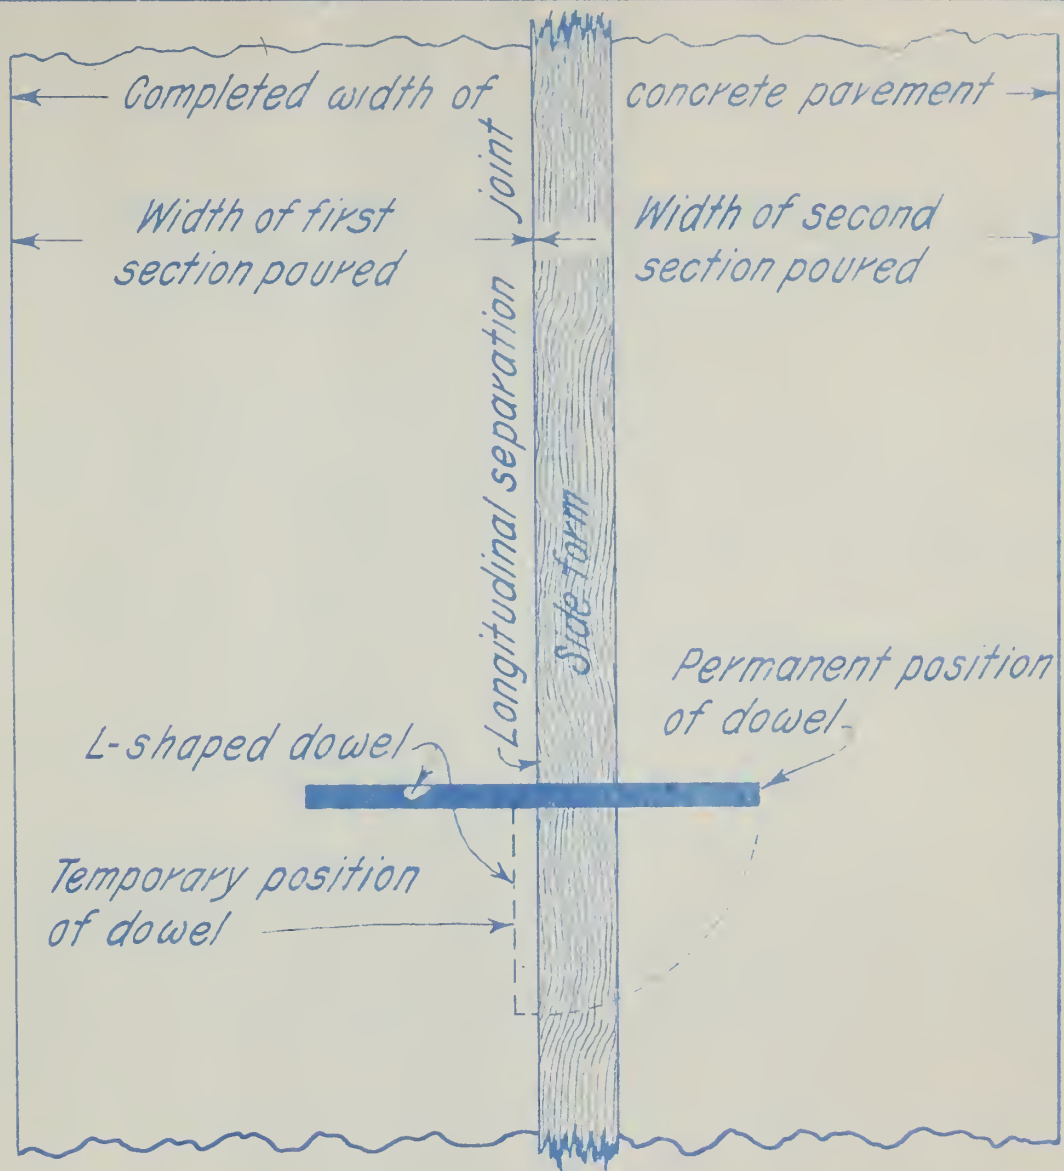 Completed width of concrete pavement
Width of first
section poured
Width of second
section poured
Longitudinal separation joint
Side form
Permanent position
of dowel
L-shaped dowel
Temporary position
of dowel